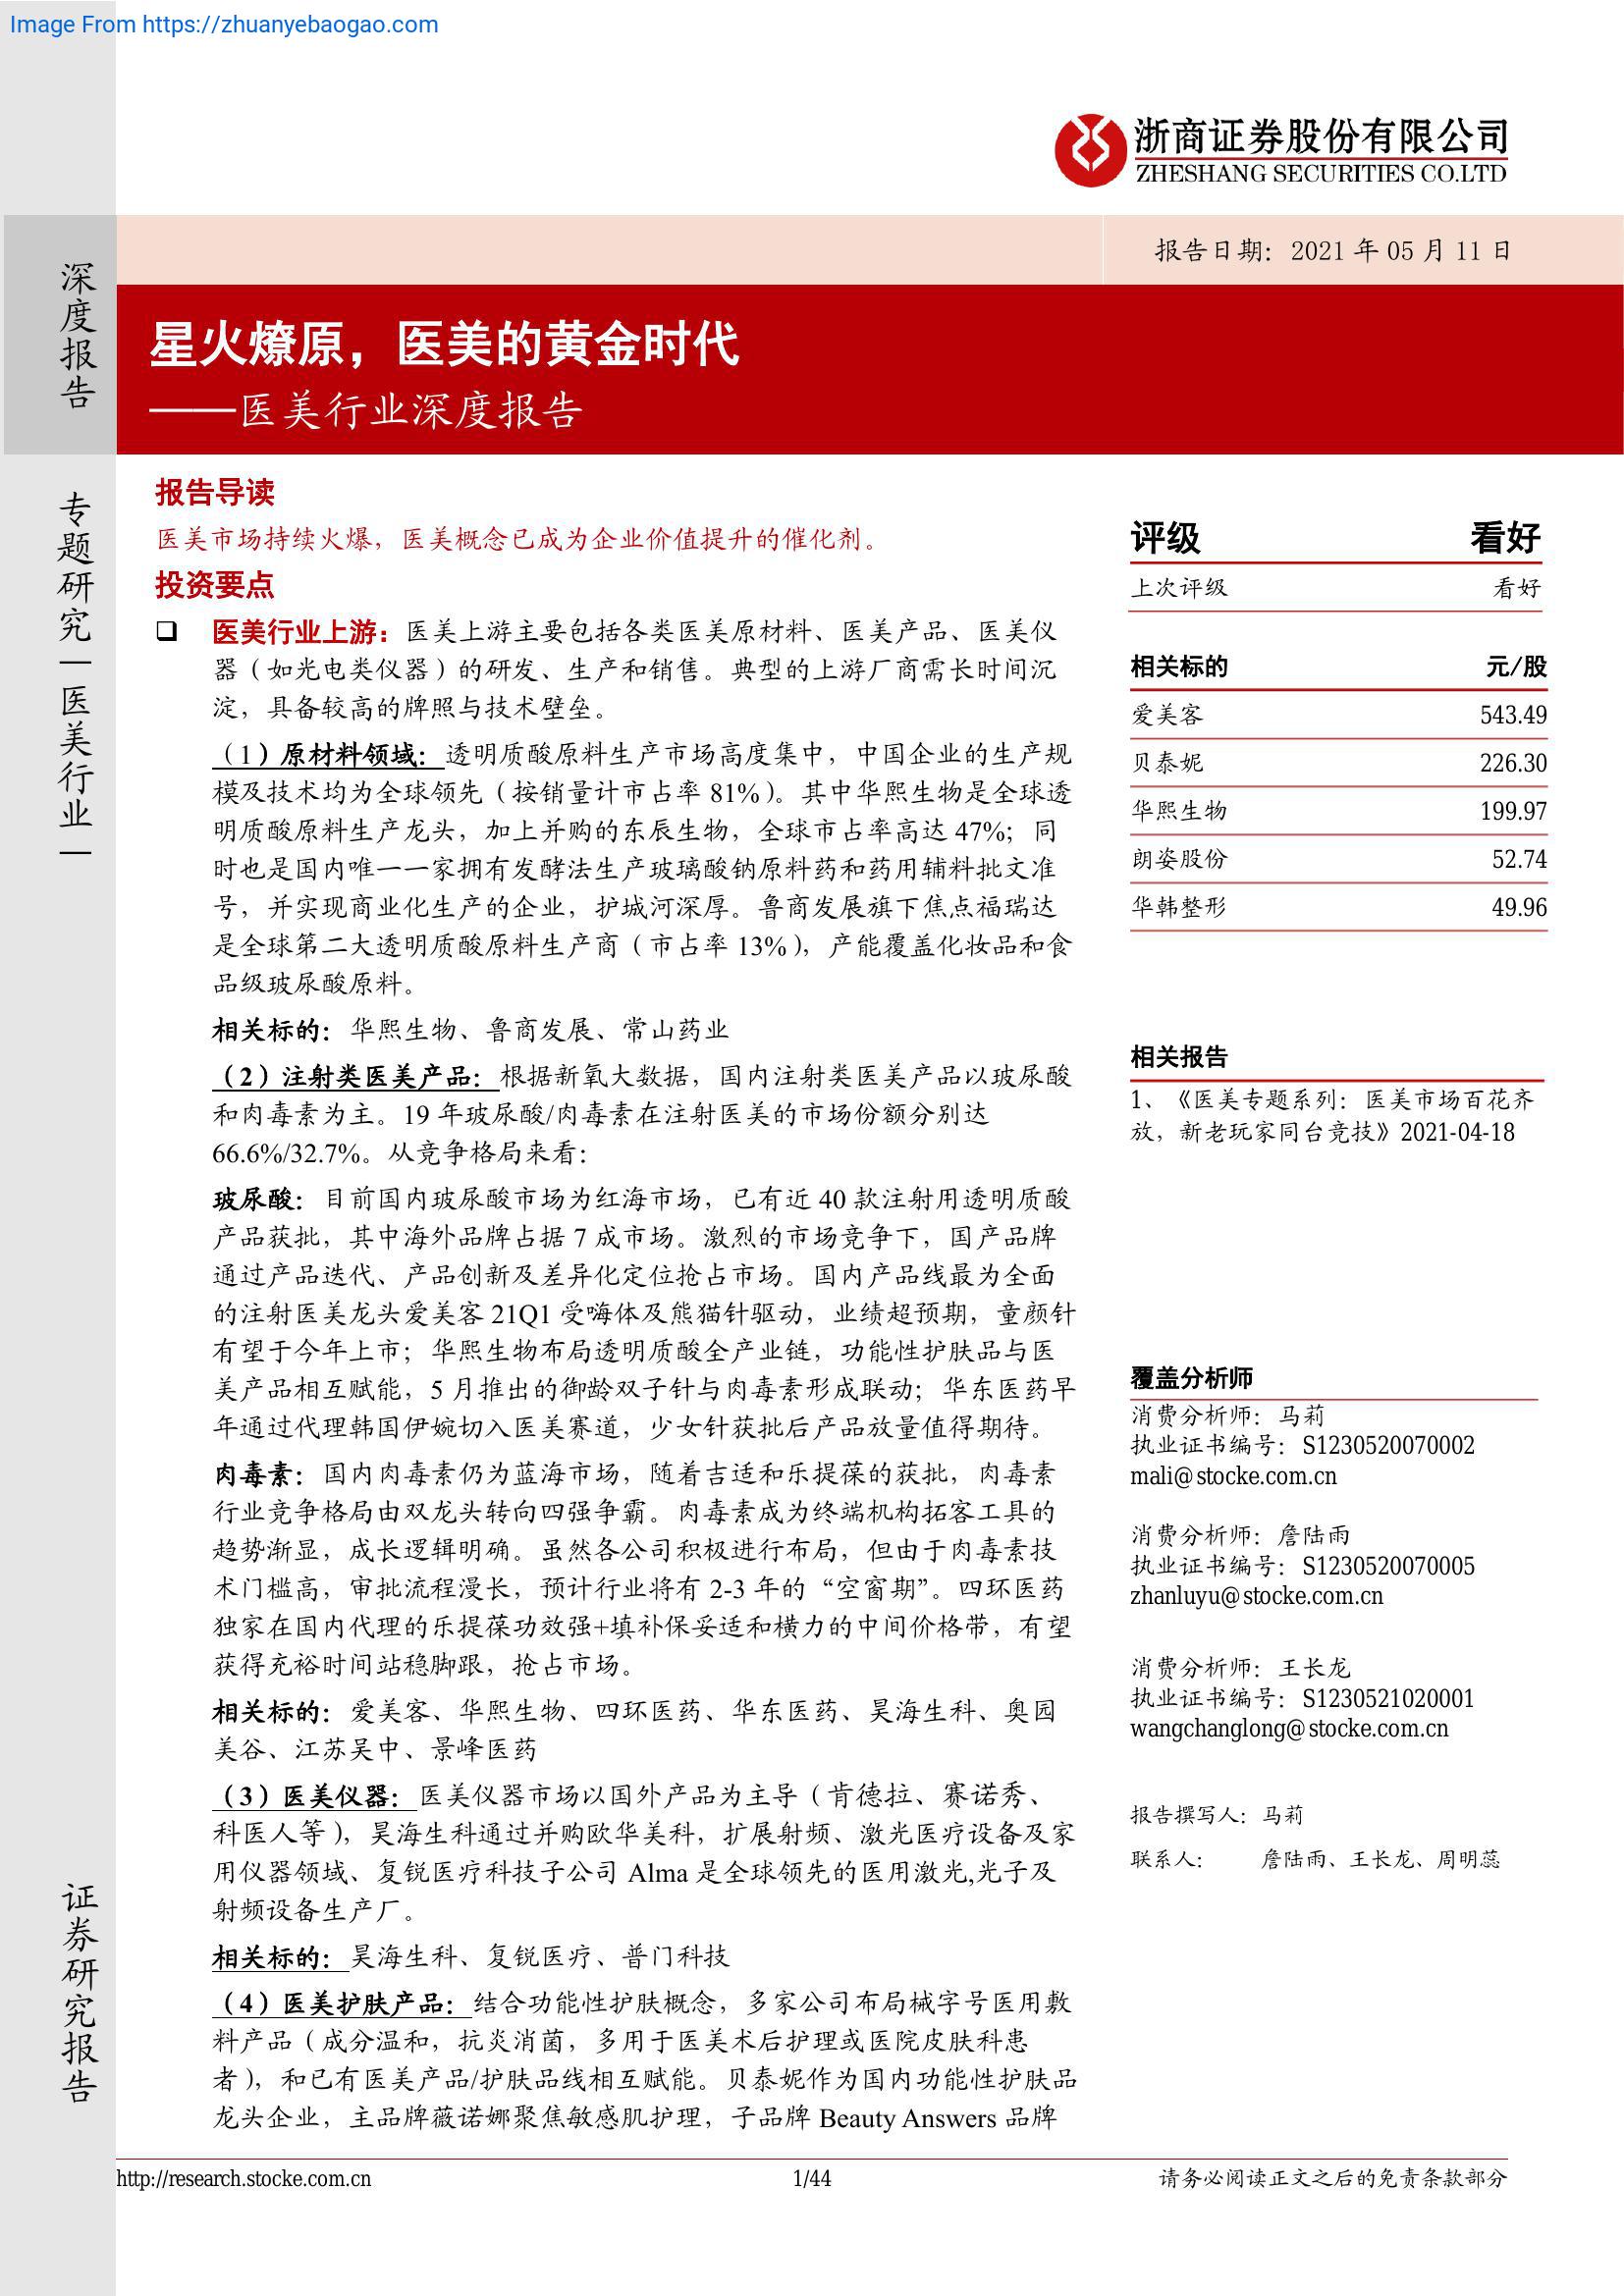 Image From https://zhuanyebaogao.com
浙商证券股份有限公司
ZHESHANG SECURITIES CO.LTD
报告日期：2021 年 05 月 11 日
深度报告
星火燎原，医美的黄金时代
——医美行业深度报告
专题研究｜医美行业｜
证券研究报告
报告导读
医美市场持续火爆，医美概念已成为企业价值提升的催化剂。
投资要点
❑ 医美行业上游：医美上游主要包括各类医美原材料、医美产品、医美仪
器（如光电类仪器）的研发、生产和销售。典型的上游厂商需长时间沉
淀，具备较高的牌照与技术壁垒。
（1）原材料领域：透明质酸原料生产市场高度集中，中国企业的生产规
模及技术均为全球领先（按销量计市占率 81%）。其中华熙生物是全球透
明质酸原料生产龙头，加上并购的东辰生物，全球市占率高达 47%；同
时也是国内唯一一家拥有发酵法生产玻璃酸钠原料药和药用辅料批文准
号，并实现商业化生产的企业，护城河深厚。鲁商发展旗下焦点福瑞达
是全球第二大透明质酸原料生产商（市占率 13%），产能覆盖化妆品和食
品级玻尿酸原料。
相关标的：华熙生物、鲁商发展、常山药业
（2）注射类医美产品：根据新氧大数据，国内注射类医美产品以玻尿酸
和肉毒素为主。19 年玻尿酸/肉毒素在注射医美的市场份额分别达
66.6%/32.7%。从竞争格局来看：
玻尿酸：目前国内玻尿酸市场为红海市场，已有近 40 款注射用透明质酸
产品获批，其中海外品牌占据 7 成市场。激烈的市场竞争下，国产品牌
通过产品迭代、产品创新及差异化定位抢占市场。国内产品线最为全面
的注射医美龙头爱美客 21Q1 受嗨体及熊猫针驱动，业绩超预期，童颜针
有望于今年上市；华熙生物布局透明质酸全产业链，功能性护肤品与医
美产品相互赋能，5 月推出的御龄双子针与肉毒素形成联动；华东医药早
年通过代理韩国伊婉切入医美赛道，少女针获批后产品放量值得期待。
肉毒素：国内肉毒素仍为蓝海市场，随着吉适和乐提葆的获批，肉毒素
行业竞争格局由双龙头转向四强争霸。肉毒素成为终端机构拓客工具的
趋势渐显，成长逻辑明确。虽然各公司积极进行布局，但由于肉毒素技
术门槛高，审批流程漫长，预计行业将有 2-3 年的“空窗期”。四环医药
独家在国内代理的乐提葆功效强+填补保妥适和横力的中间价格带，有望
获得充裕时间站稳脚跟，抢占市场。
相关标的：爱美客、华熙生物、四环医药、华东医药、昊海生科、奥园
美谷、江苏吴中、景峰医药
（3）医美仪器：医美仪器市场以国外产品为主导（肯德拉、赛诺秀、
科医人等），昊海生科通过并购欧华美科，扩展射频、激光医疗设备及家
用仪器领域、复锐医疗科技子公司 Alma 是全球领先的医用激光,光子及
射频设备生产厂。
相关标的：昊海生科、复锐医疗、普门科技
（4）医美护肤产品：结合功能性护肤概念，多家公司布局械字号医用敷
料产品（成分温和，抗炎消菌，多用于医美术后护理或医院皮肤科患
者），和已有医美产品/护肤品线相互赋能。贝泰妮作为国内功能性护肤品
龙头企业，主品牌薇诺娜聚焦敏感肌护理，子品牌 Beauty Answers 品牌
评级 看好
上次评级 看好
相关标的 元/股
爱美客 543.49
贝泰妮 226.30
华熙生物 199.97
朗姿股份 52.74
华韩整形 49.96
相关报告
1、《医美专题系列：医美市场百花齐
放，新老玩家同台竞技》2021-04-18
覆盖分析师
消费分析师：马莉
执业证书编号：S1230520070002
mali@stocke.com.cn
消费分析师：詹陆雨
执业证书编号：S1230520070005
zhanluyu@stocke.com.cn
消费分析师：王长龙
执业证书编号：S1230521020001
wangchanglong@stocke.com.cn
报告撰写人：马莉
联系人： 詹陆雨、王长龙、周明蕊
http://research.stocke.com.cn 1/44 请务必阅读正文之后的免责条款部分